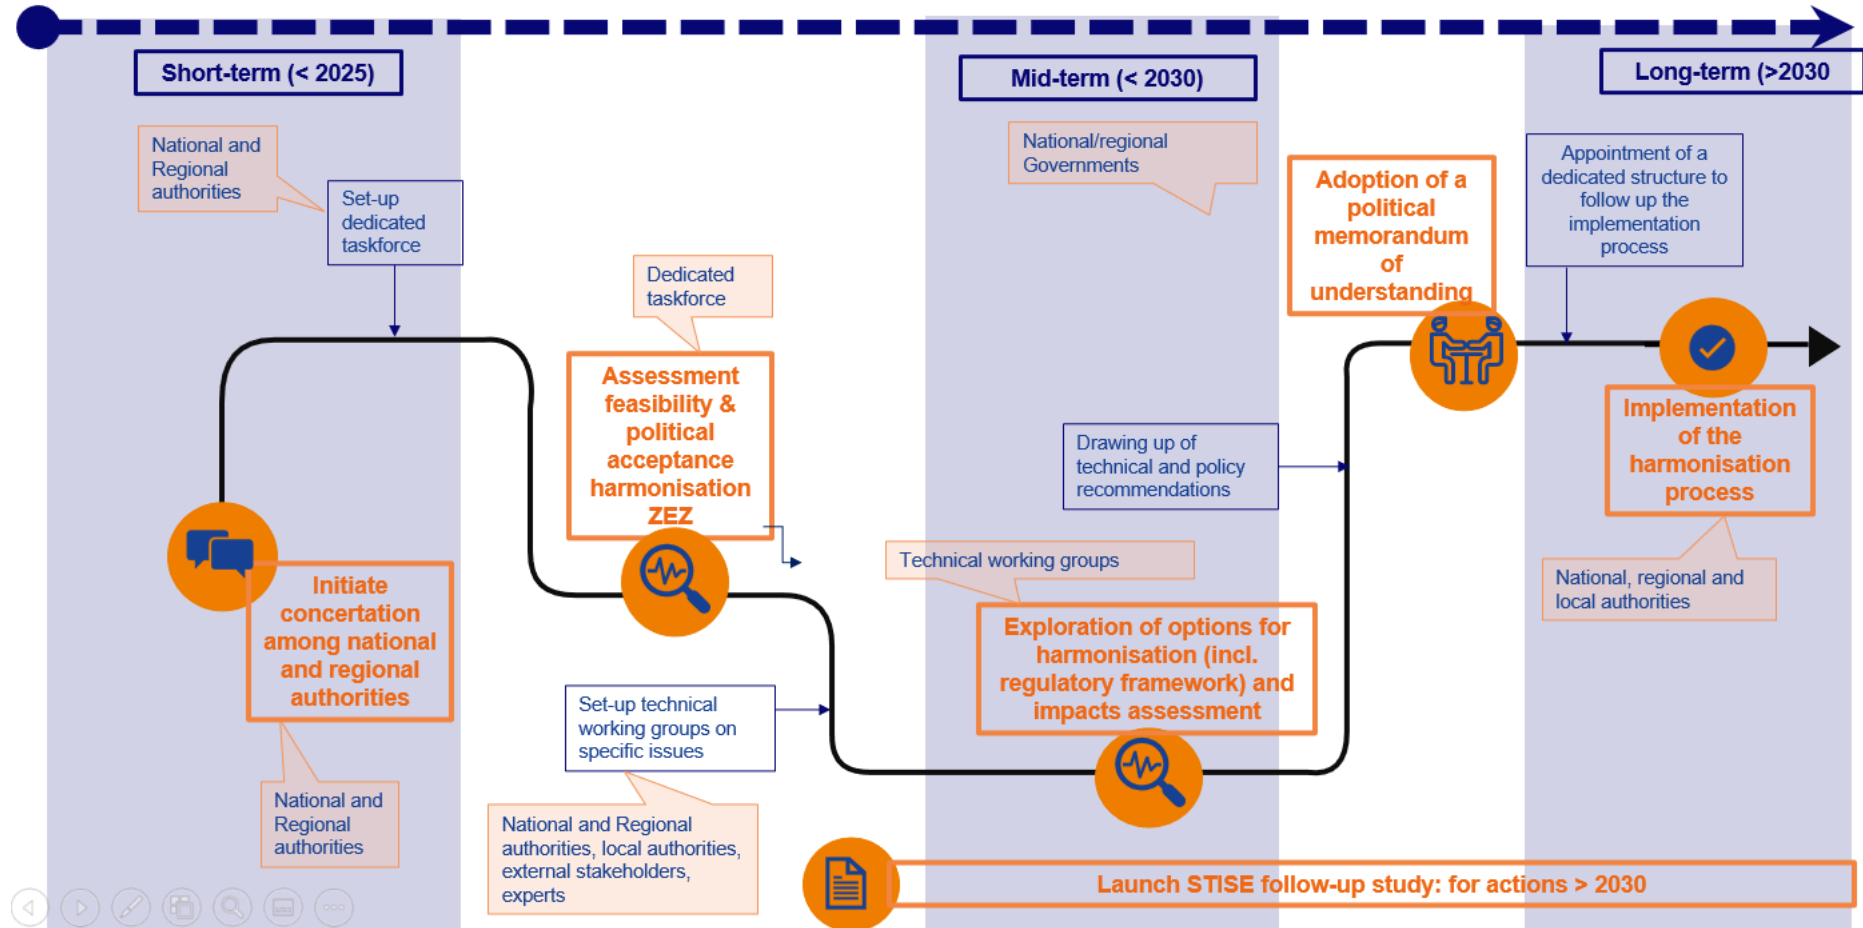 Short-term (< 2025)
Mid-term (< 2030)
Long-term (>2030
National and
Regional
authorities
Set-up
dedicated
taskforce
Dedicated
taskforce
Assessment
feasibility &
political
acceptance
harmonisation
ZEZ
Initiate
concertation
among national
and regional
authorities
National and
Regional
authorities
Set-up technical
working groups on
specific issues
National and Regional
authorities, local authorities,
external stakeholders,
experts
National/regional
Governments
Technical working groups
Exploration of options for
harmonisation (incl.
regulatory framework) and
impacts assessment
Drawing up of
technical and policy
recommendations
Adoption of a
political
memorandum
of
understanding
Appointment of a
dedicated structure to
follow up the
implementation
process
Implementation
of the
harmonisation
process
National, regional and
local authorities
Launch STISE follow-up study: for actions > 2030